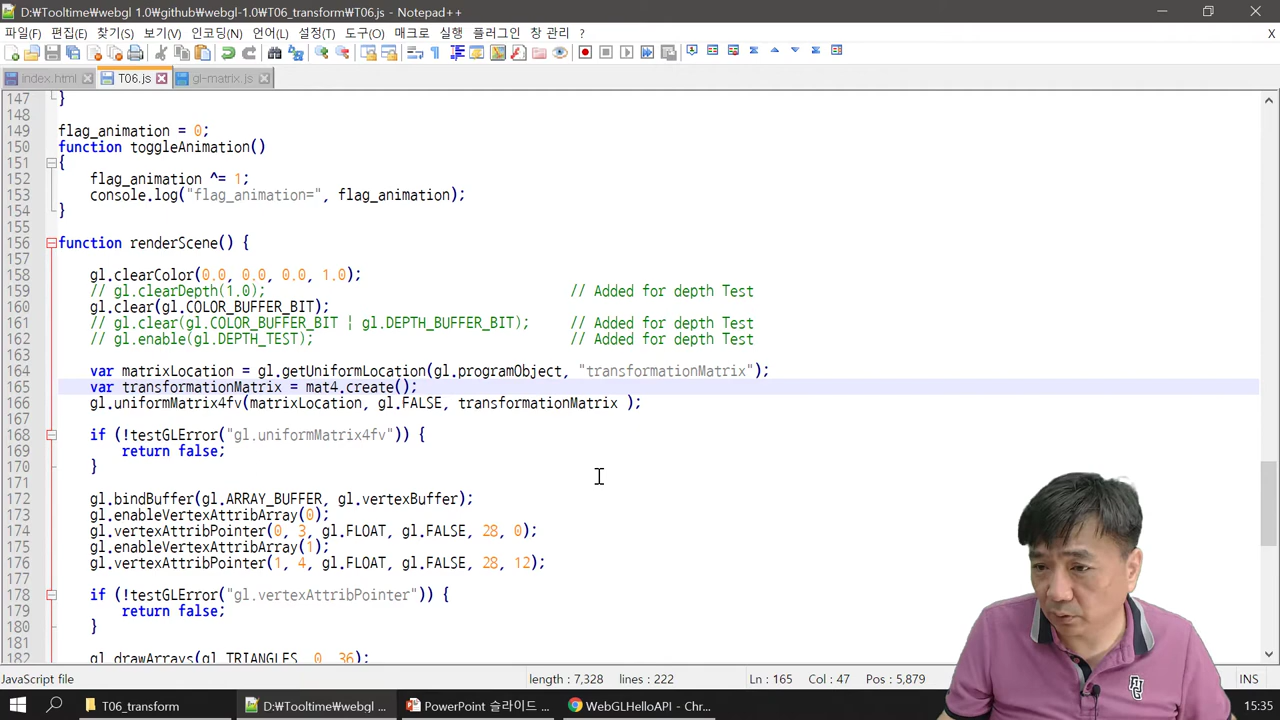 D:￦Tooltime￦webgl 1.0￦github￦webgl-1.0￦T06_transform￦T06.js - Notepad++
파일(F) 편집(E) 찾기(S) 보기(V) 인코딩(N) 언어(L) 설정(T) 도구(O) 매크로 실행 플러그인 창 관리 ? X
index.html T06.js gl-matrix.js
147 }
148
149 flag_animation = 0;
150 function toggleAnimation()
151 {
152 flag_animation ^= 1;
153 console.log("flag_animation=", flag_animation);
154 }
155
156 function renderScene() {
157
158 gl.clearColor(0.0, 0.0, 0.0, 1.0);
159 // gl.clearDepth(1.0); // Added for depth Test
160 gl.clear(gl.COLOR_BUFFER_BIT);
161 // gl.clear(gl.COLOR_BUFFER_BIT | gl.DEPTH_BUFFER_BIT); // Added for depth Test
162 // gl.enable(gl.DEPTH_TEST); // Added for depth Test
163
164 var matrixLocation = gl.getUniformLocation(gl.programObject, "transformationMatrix");
165 var transformationMatrix = mat4.create();
166 gl.uniformMatrix4fv(matrixLocation, gl.FALSE, transformationMatrix );
167
168 if (!testGLError("gl.uniformMatrix4fv")) {
169 return false;
170 }
171
172 gl.bindBuffer(gl.ARRAY_BUFFER, gl.vertexBuffer);
173 gl.enableVertexAttribArray(0);
174 gl.vertexAttribPointer(0, 3, gl.FLOAT, gl.FALSE, 28, 0);
175 gl.enableVertexAttribArray(1);
176 gl.vertexAttribPointer(1, 4, gl.FLOAT, gl.FALSE, 28, 12);
177
178 if (!testGLError("gl.vertexAttribPointer")) {
179 return false;
180 }
181
182 gl.drawArrays(gl.TRIANGLES, 0, 36);
JavaScript file length : 7,328 lines : 222 Ln : 165 Col : 47 Pos : 5,879 INS
T06_transform D:￦Tooltime￦webgl ... PowerPoint 슬라이드 ... WebGLHelloAPI - Chr... 15:35